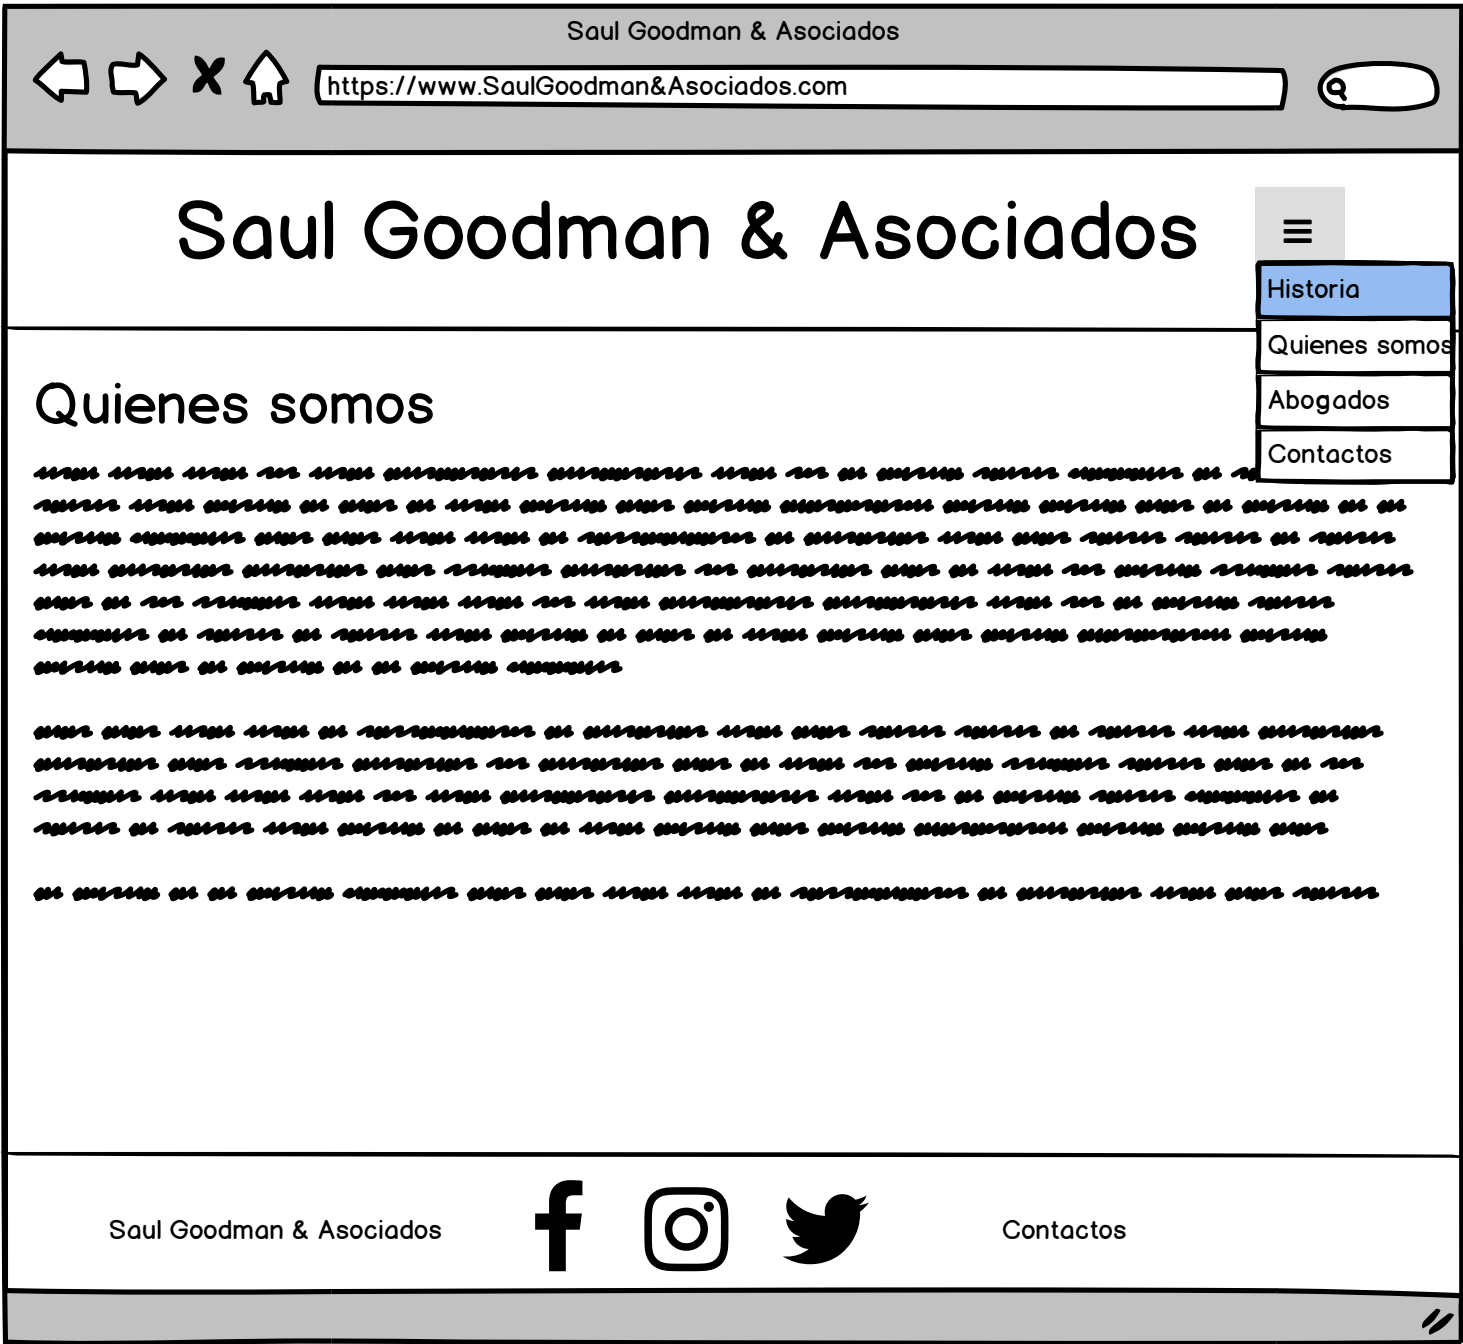 Saul Goodman & Asociados
https://www.SaulGoodman&Asociados.com
Saul Goodman & Asociados
Historia
Quienes somos
Abogados
Contactos
Quienes somos
Saul Goodman & Asociados
Contactos